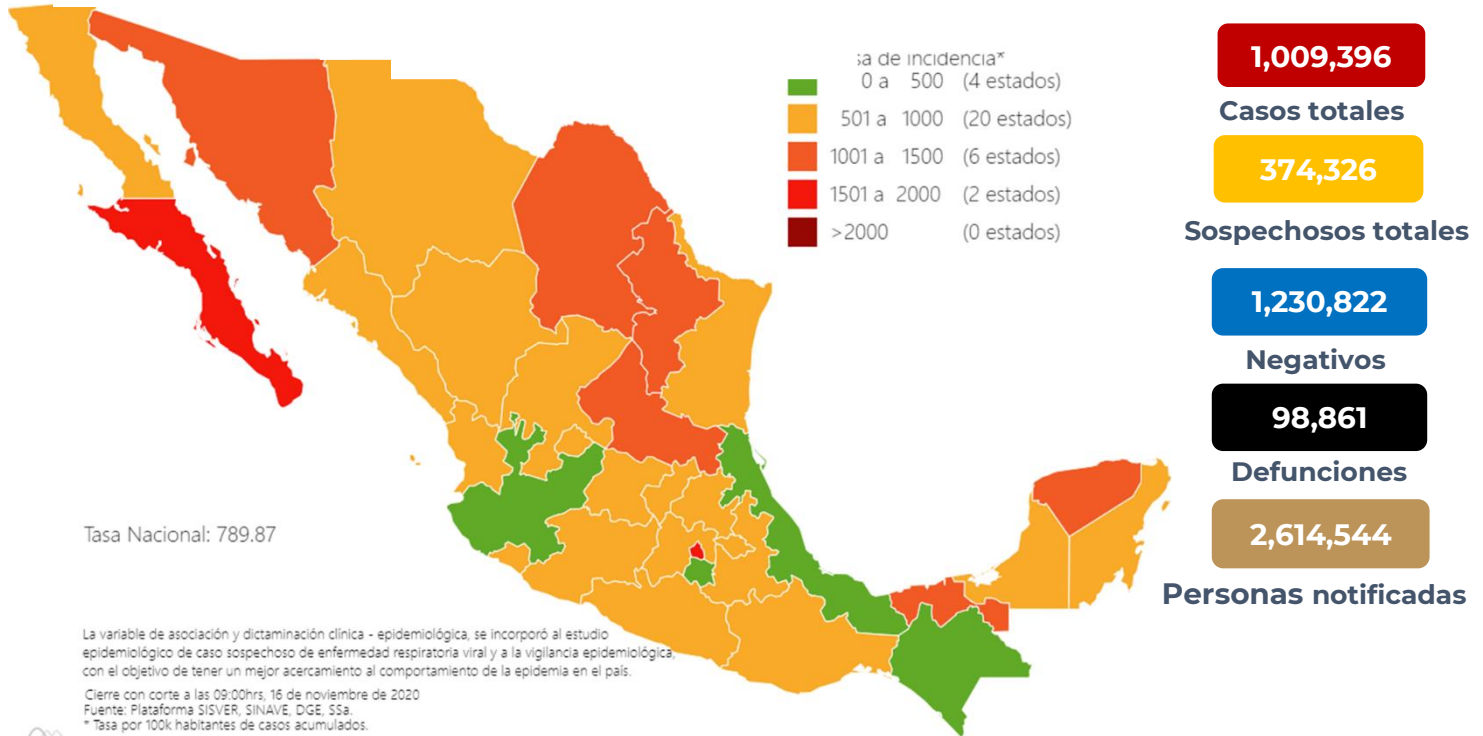 sa de incidencia*
0 a 500 (4 estados)
501 a 1000 (20 estados)
1001 a 1500 (6 estados)
1501 a 2000 (2 estados)
>2000 (0 estados)
1,009,396
Casos totales
374,326
Sospechosos totales
1,230,822
Negativos
98,861
Defunciones
2,614,544
Personas notificadas
Tasa Nacional: 789.87
La variable de asociación y dictaminación clínica - epidemiológica, se incorporó al estudio
epidemiológico de caso sospechoso de enfermedad respiratoria viral y a la vigilancia epidemiológica,
con el objetivo de tener un mejor acercamiento al comportamiento de la epidemia en el país.
Cierre con corte a las 09:00hrs, 16 de noviembre de 2020
Fuente: Plataforma SISVER, SINAVE, DGE, SSa.
* Tasa por 100k habitantes de casos acumulados.